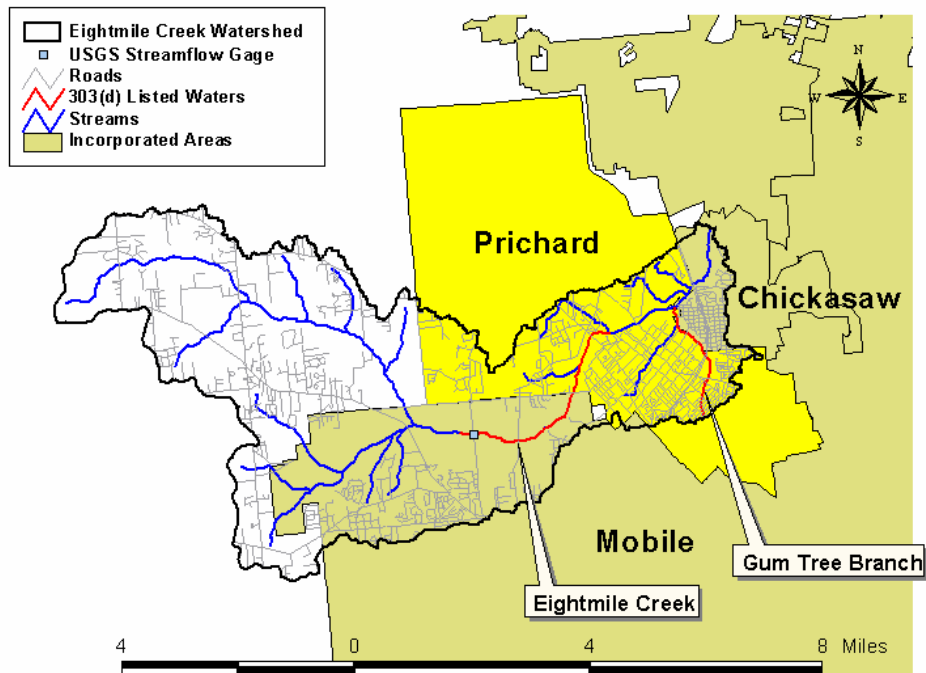 Eightmile Creek Watershed
USGS Streamflow Gage
Roads
303(d) Listed Waters
Streams
Incorporated Areas
N
W E
S
Prichard
Chickasaw
Mobile
Gum Tree Branch
Eightmile Creek
4 0 4 8 Miles